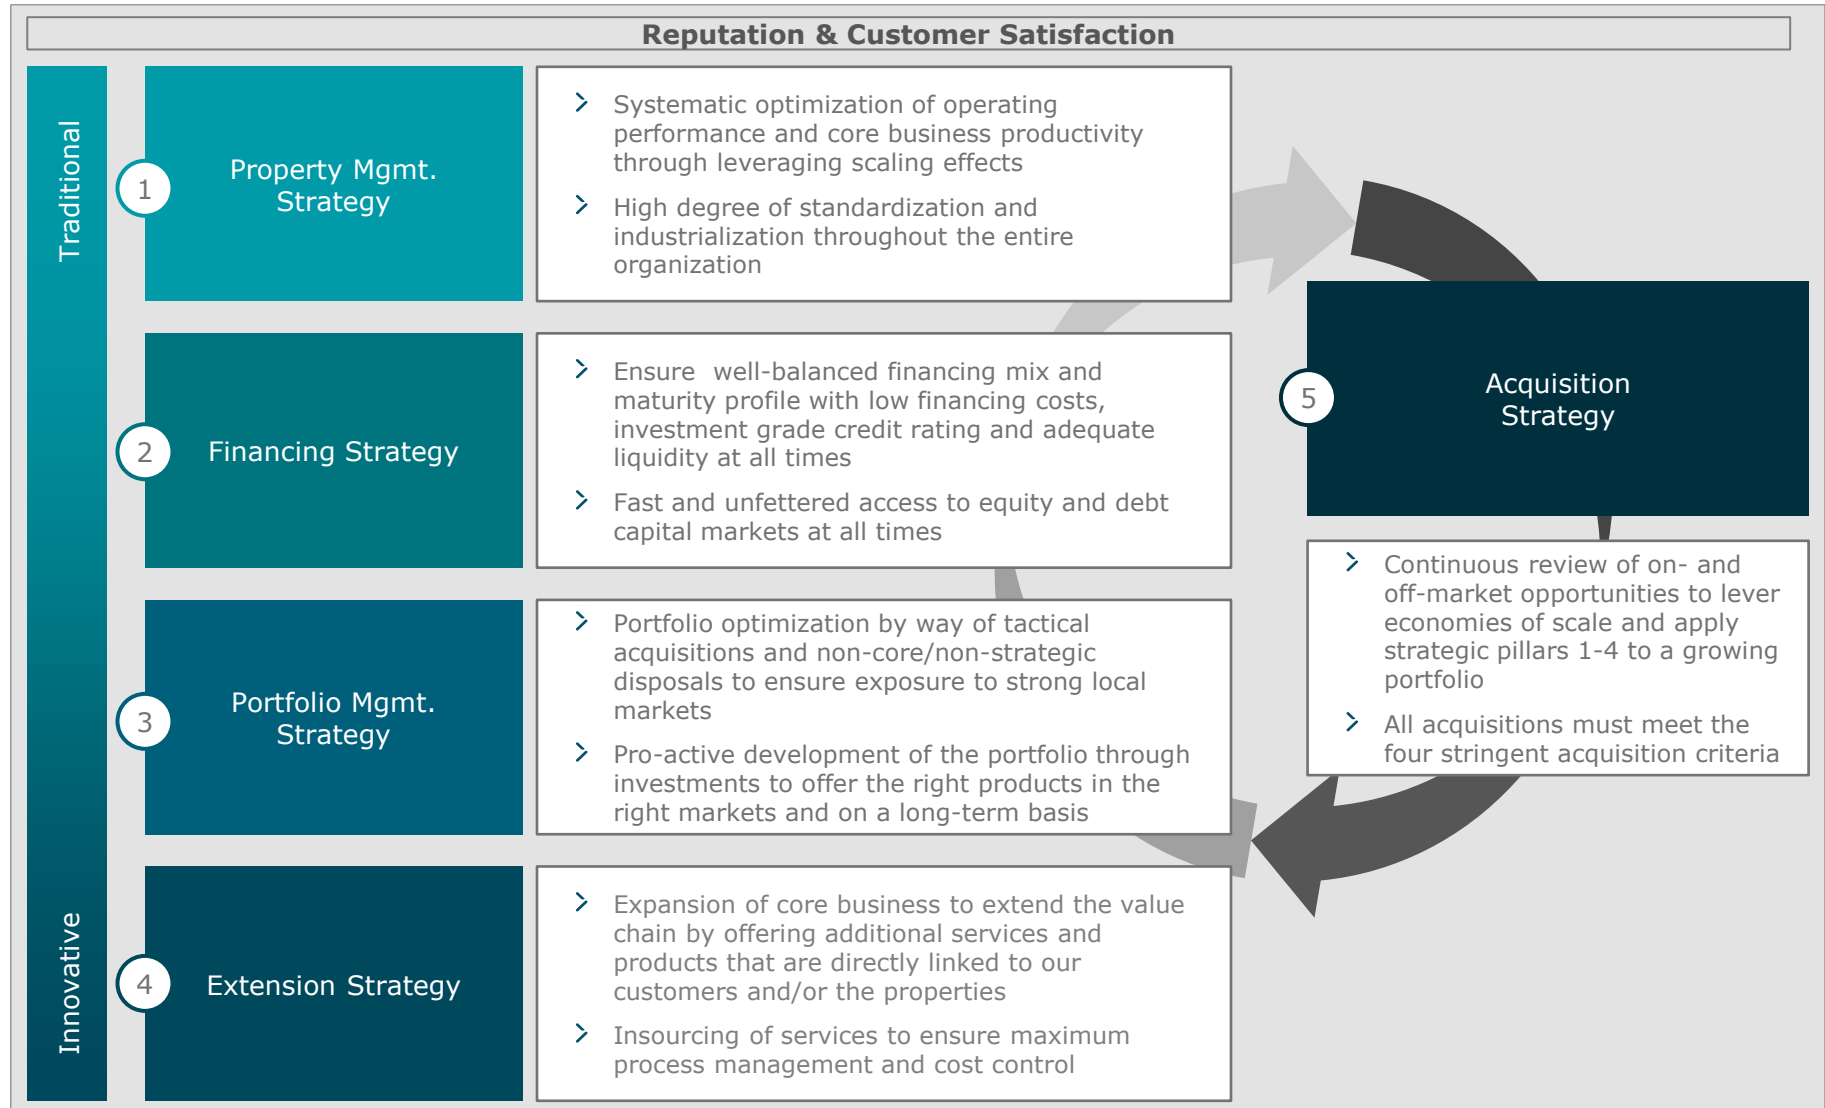 Reputation & Customer Satisfaction
Traditional
Innovative
1
Property Mgmt.
Strategy
Systematic optimization of operating
performance and core business productivity
through leveraging scaling effects
High degree of standardization and
industrialization throughout the entire
organization
2
Financing Strategy
Ensure well-balanced financing mix and
maturity profile with low financing costs,
investment grade credit rating and adequate
liquidity at all times
Fast and unfettered access to equity and debt
capital markets at all times
3
Portfolio Mgmt.
Strategy
Portfolio optimization by way of tactical
acquisitions and non-core/non-strategic
disposals to ensure exposure to strong local
markets
Pro-active development of the portfolio through
investments to offer the right products in the
right markets and on a long-term basis
4
Extension Strategy
Expansion of core business to extend the value
chain by offering additional services and
products that are directly linked to our
customers and/or the properties
Insourcing of services to ensure maximum
process management and cost control
5
Acquisition
Strategy
Continuous review of on- and
off-market opportunities to lever
economies of scale and apply
strategic pillars 1-4 to a growing
portfolio
All acquisitions must meet the
four stringent acquisition criteria